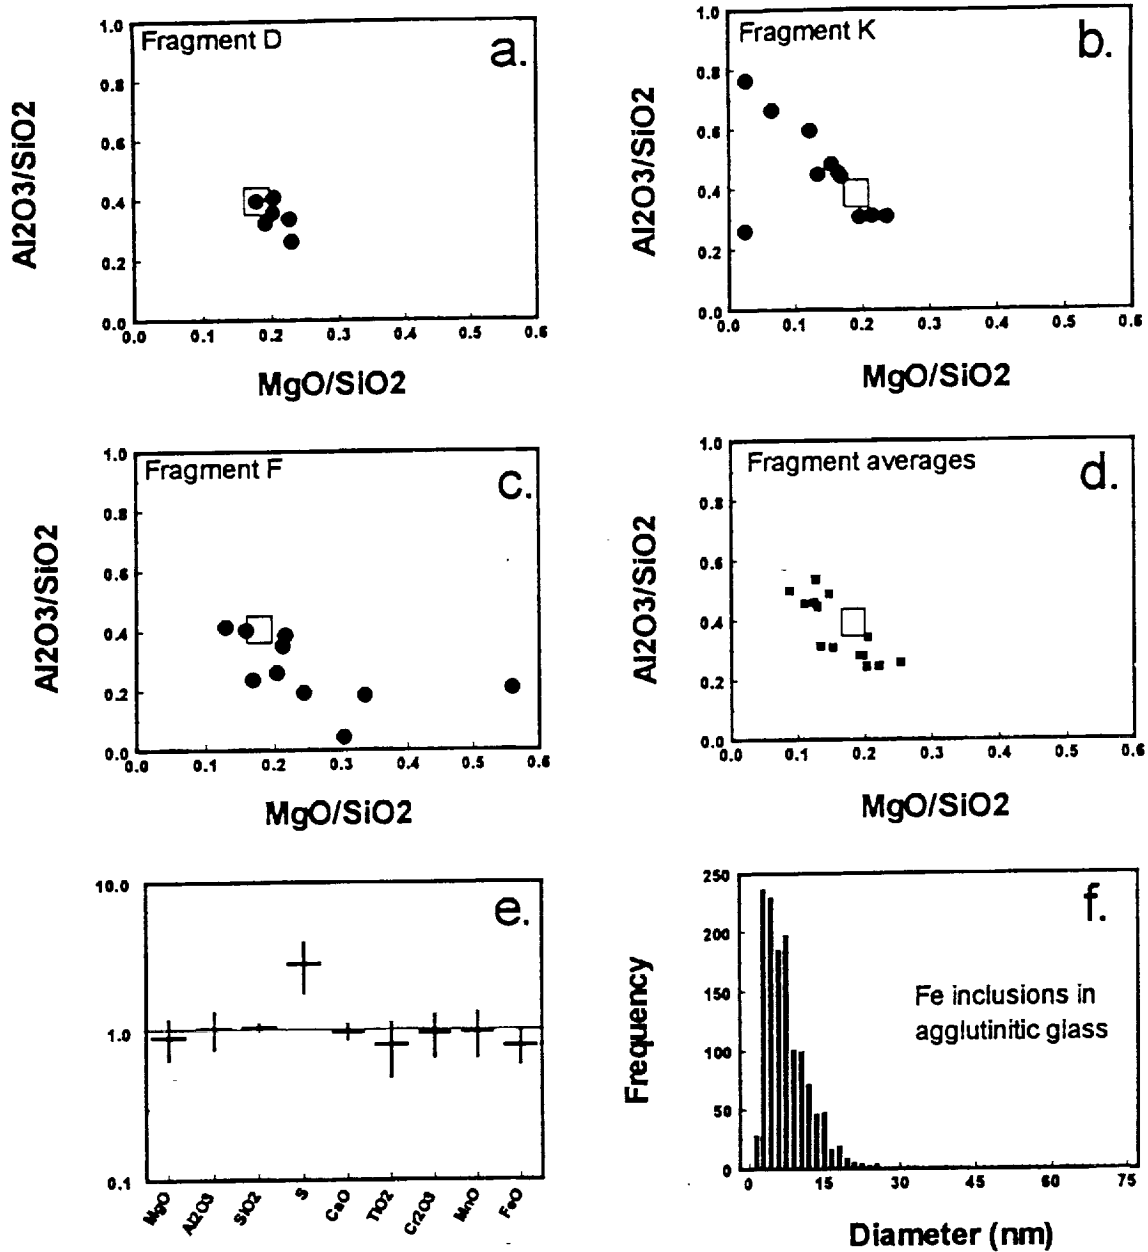 Fragment D
a.
1.0
0.8
0.6
0.4
0.2
0.0
Al2O3/SiO2
0.0 0.1 0.2 0.3 0.4 0.5 0.6
MgO/SiO2
Fragment K
b.
1.0
0.8
0.6
0.4
0.2
0.0
Al2O3/SiO2
0.0 0.1 0.2 0.3 0.4 0.5 0.6
MgO/SiO2
Fragment F
c.
1.0
0.8
0.6
0.4
0.2
0.0
Al2O3/SiO2
0.0 0.1 0.2 0.3 0.4 0.5 0.6
MgO/SiO2
Fragment averages
d.
1.0
0.8
0.6
0.4
0.2
0.0
Al2O3/SiO2
0.0 0.1 0.2 0.3 0.4 0.5 0.6
MgO/SiO2
e.
10.0
1.0
0.1
MgO Al2O3 SiO2 S CaO TiO2 Cr2O3 MnO FeO
f.
250
200
150
100
50
0
Frequency
Fe inclusions in
agglutinitic glass
0 15 30 45 60 75
Diameter (nm)